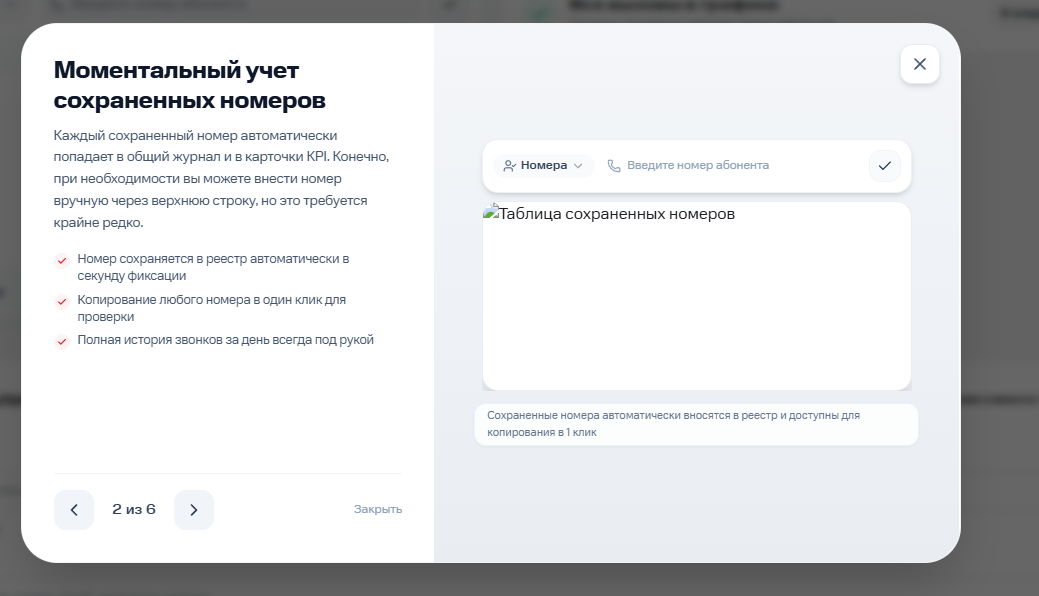 Моментальный учет
сохраненных номеров
Каждый сохраненный номер автоматически
попадает в общий журнал и в карточки KPI. Конечно,
при необходимости вы можете внести номер
вручную через верхнюю строку, но это требуется
крайне редко.
Номер сохраняется в реестр автоматически в
секунду фиксации
Копирование любого номера в один клик для
проверки
Полная история звонков за день всегда под рукой
2 из 6
Закрыть
Номера
Введите номер абонента
Таблица сохраненных номеров
Сохраненные номера автоматически вносятся в реестр и доступны для
копирования в 1 клик